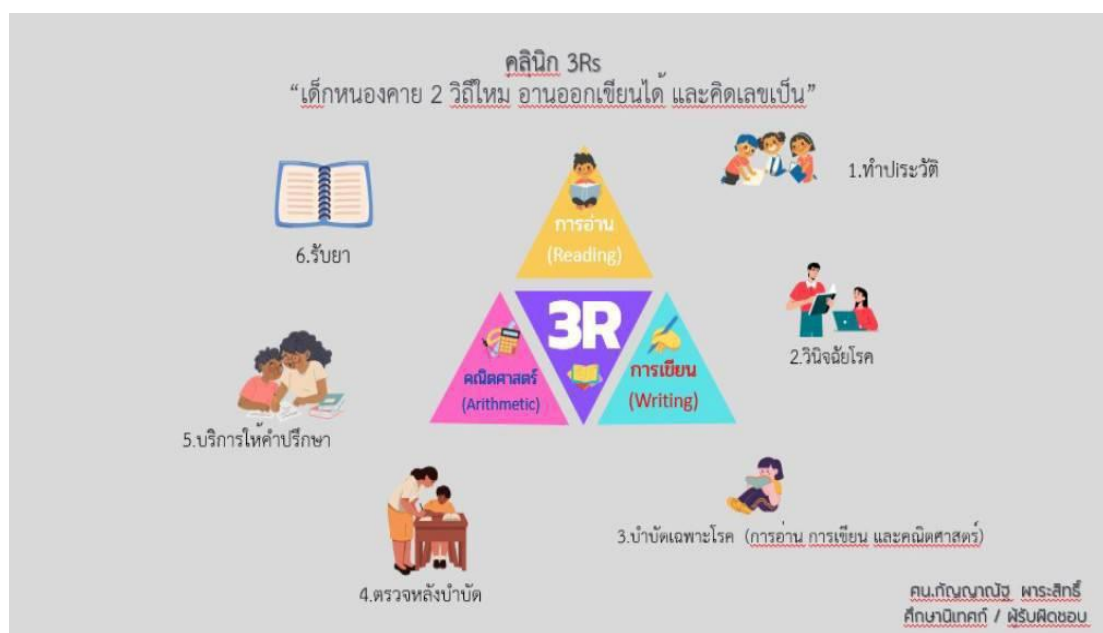 คลินิก 3Rs
“เด็กหนองคาย 2 วิถีใหม่ อ่านออกเขียนได้ และคิดเลขเป็น”
1.ทำประวัติ
การอ่าน
(Reading)
6.รับยา
3R
2.วินิจฉัยโรค
คณิตศาสตร์
(Arithmetic)
การเขียน
(Writing)
5.บริการให้คำปรึกษา
3.บำบัดเฉพาะโรค (การอ่าน การเขียน และคณิตศาสตร์)
4.ตรวจหลังบำบัด
ศน.กัญญาณัฐ ผาระสิทธิ์
ศึกษานิเทศก์ / ผู้รับผิดชอบ